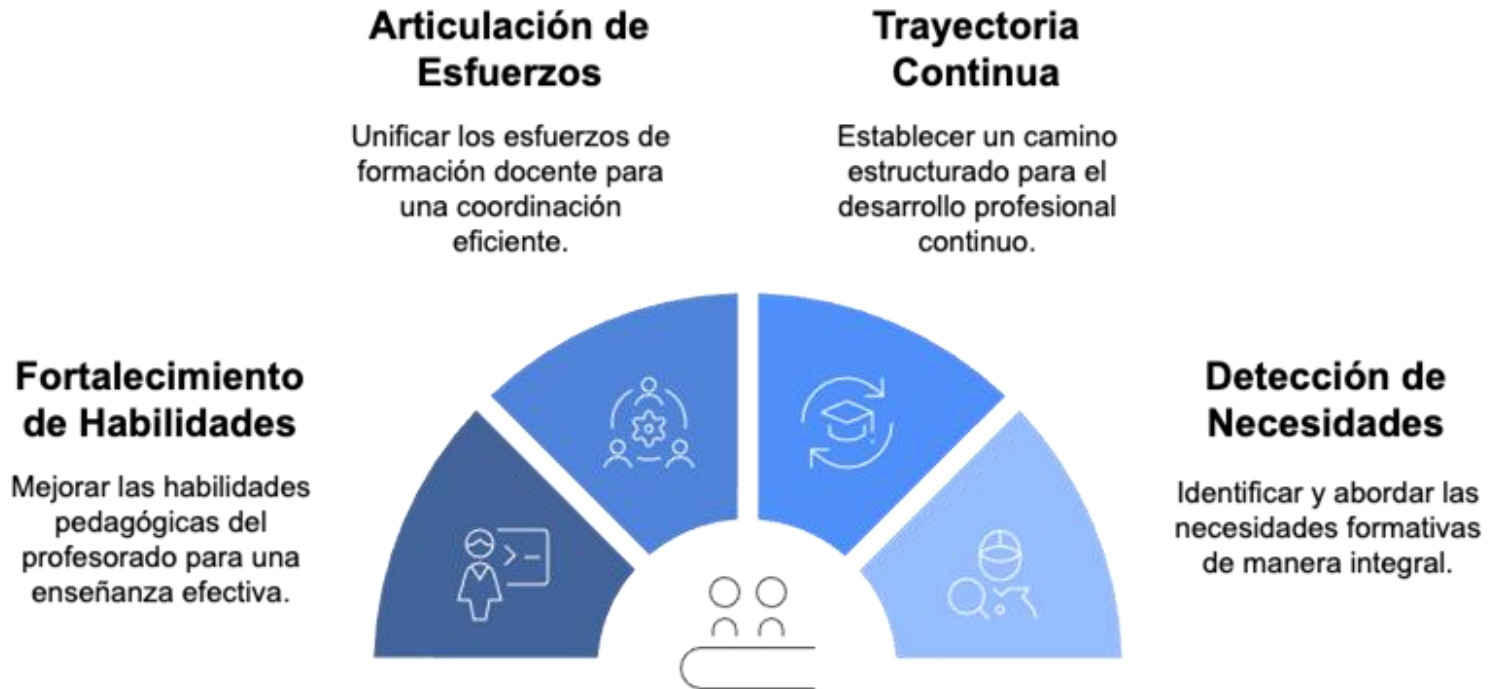 Articulación de
Esfuerzos
Unificar los esfuerzos de
formación docente para
una coordinación
eficiente.
Trayectoria
Continua
Establecer un camino
estructurado para el
desarrollo profesional
continuo.
Fortalecimiento
de Habilidades
Mejorar las habilidades
pedagógicas del
profesorado para una
enseñanza efectiva.
Detección de
Necesidades
Identificar y abordar las
necesidades formativas
de manera integral.